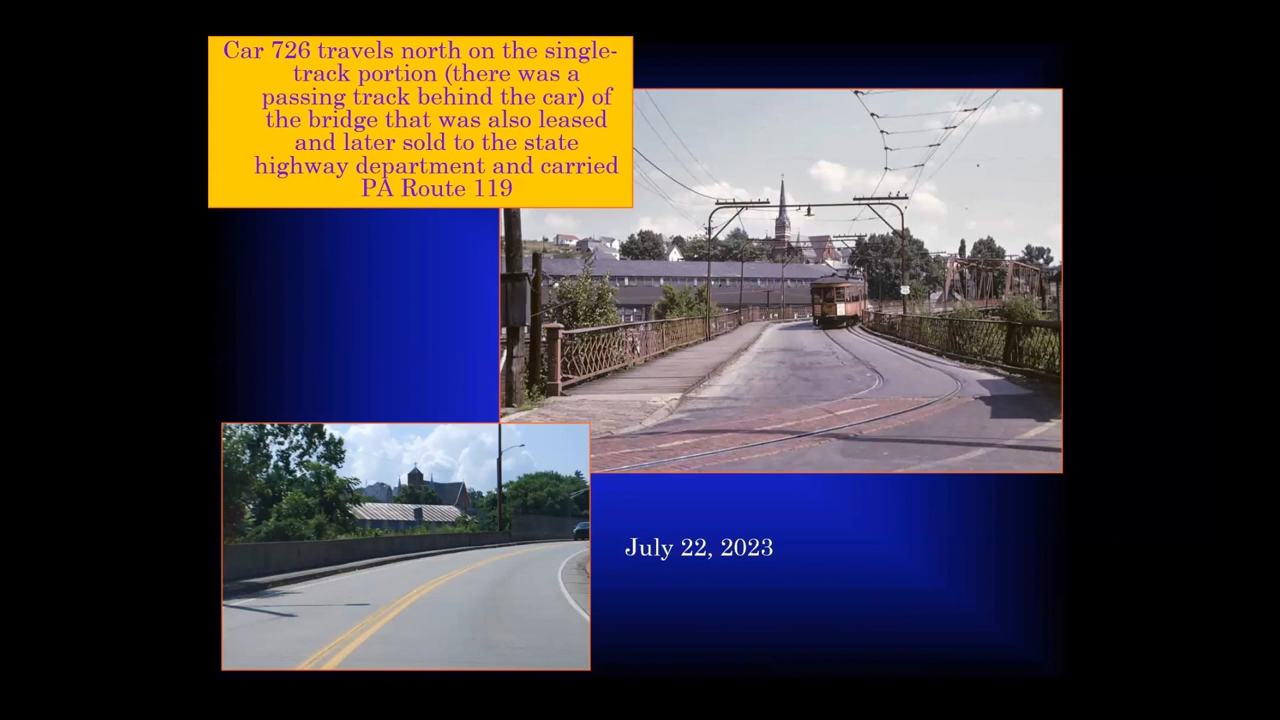 Car 726 travels north on the single-
track portion (there was a
passing track behind the car) of
the bridge that was also leased
and later sold to the state
highway department and carried
PA Route 119
July 22, 2023